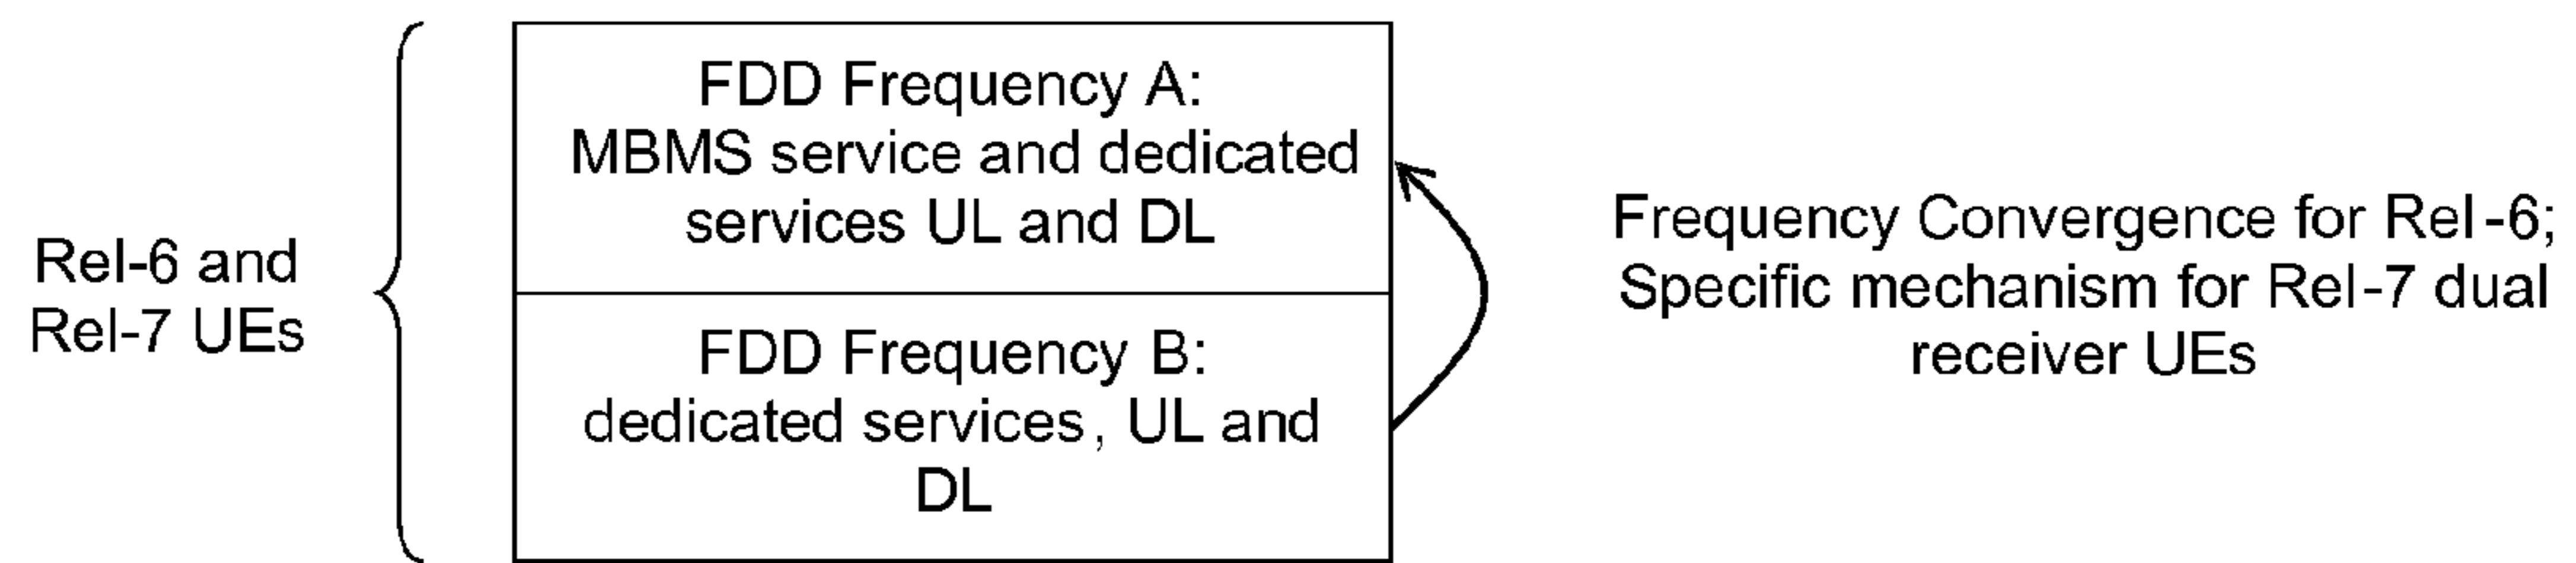 Rel-6 and
Rel-7 UEs
FDD Frequency A:
MBMS service and dedicated
services UL and DL
FDD Frequency B:
dedicated services, UL and
DL
Frequency Convergence for Rel-6;
Specific mechanism for Rel-7 dual
receiver UEs